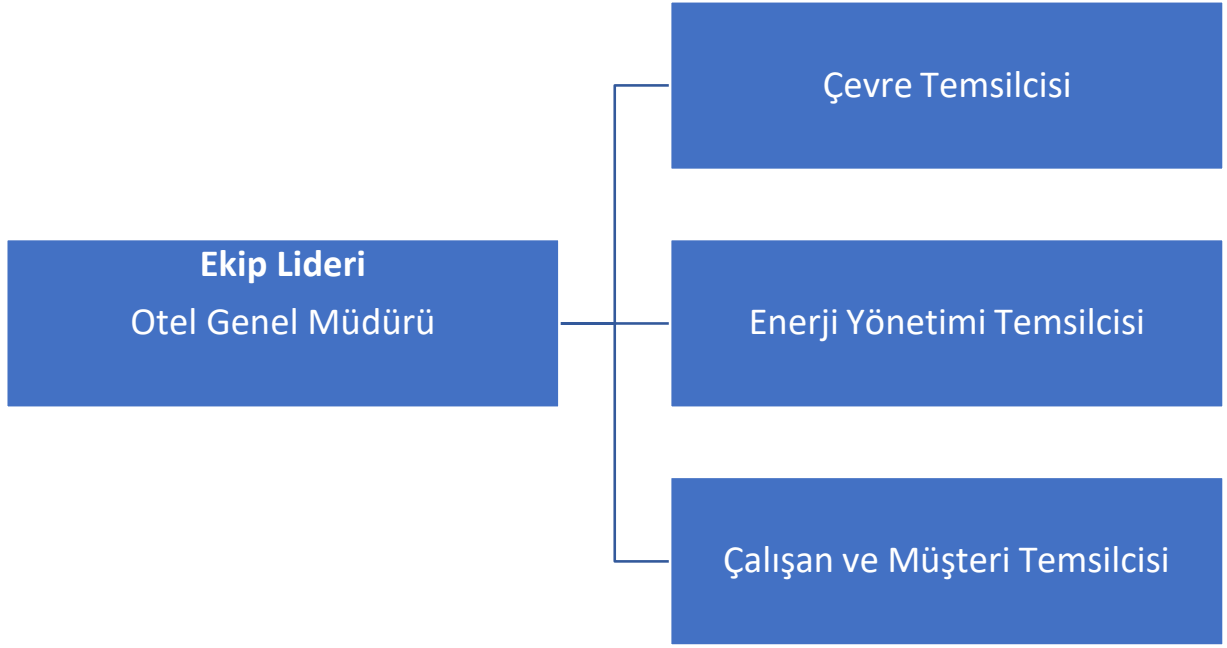 Çevre Temsilcisi
Ekip Lideri
Otel Genel Müdürü
Enerji Yönetimi Temsilcisi
Çalışan ve Müşteri Temsilcisi